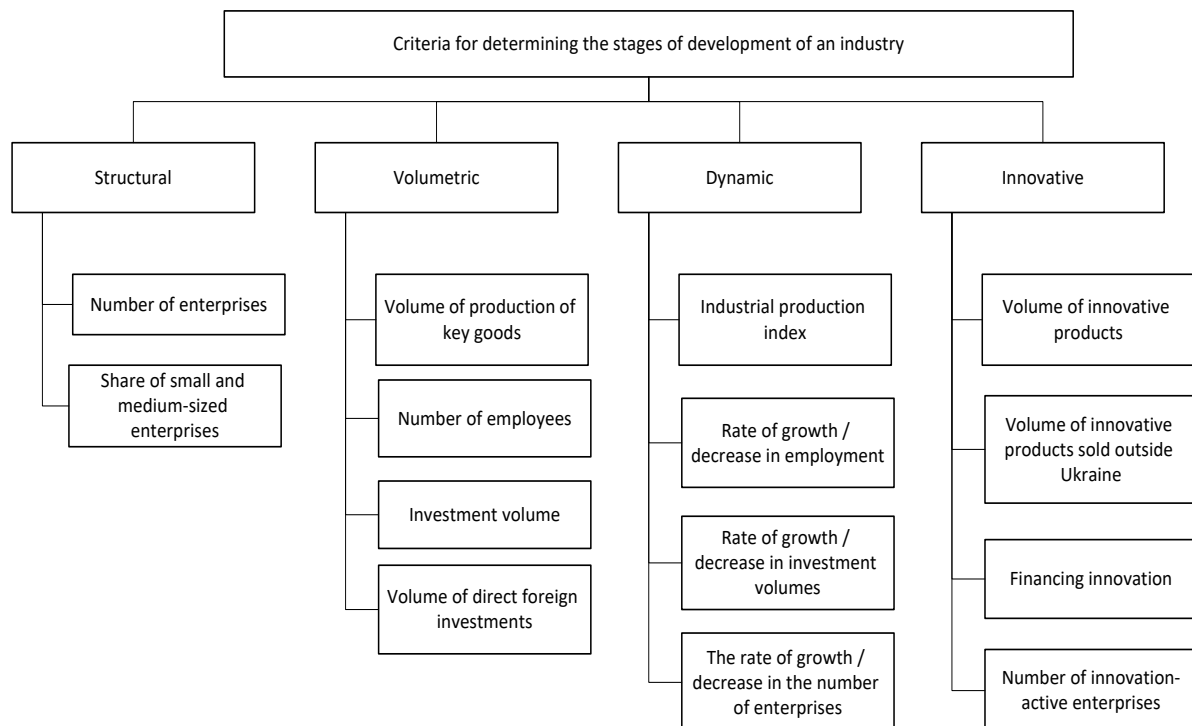 Criteria for determining the stages of development of an industry
Structural
Volumetric
Dynamic
Innovative
Number of enterprises
Share of small and
medium-sized
enterprises
Volume of production of
key goods
Number of employees
Investment volume
Volume of direct foreign
investments
Industrial production
index
Rate of growth /
decrease in employment
Rate of growth /
decrease in investment
volumes
The rate of growth /
decrease in the number
of enterprises
Volume of innovative
products
Volume of innovative
products sold outside
Ukraine
Financing innovation
Number of innovation-
active enterprises